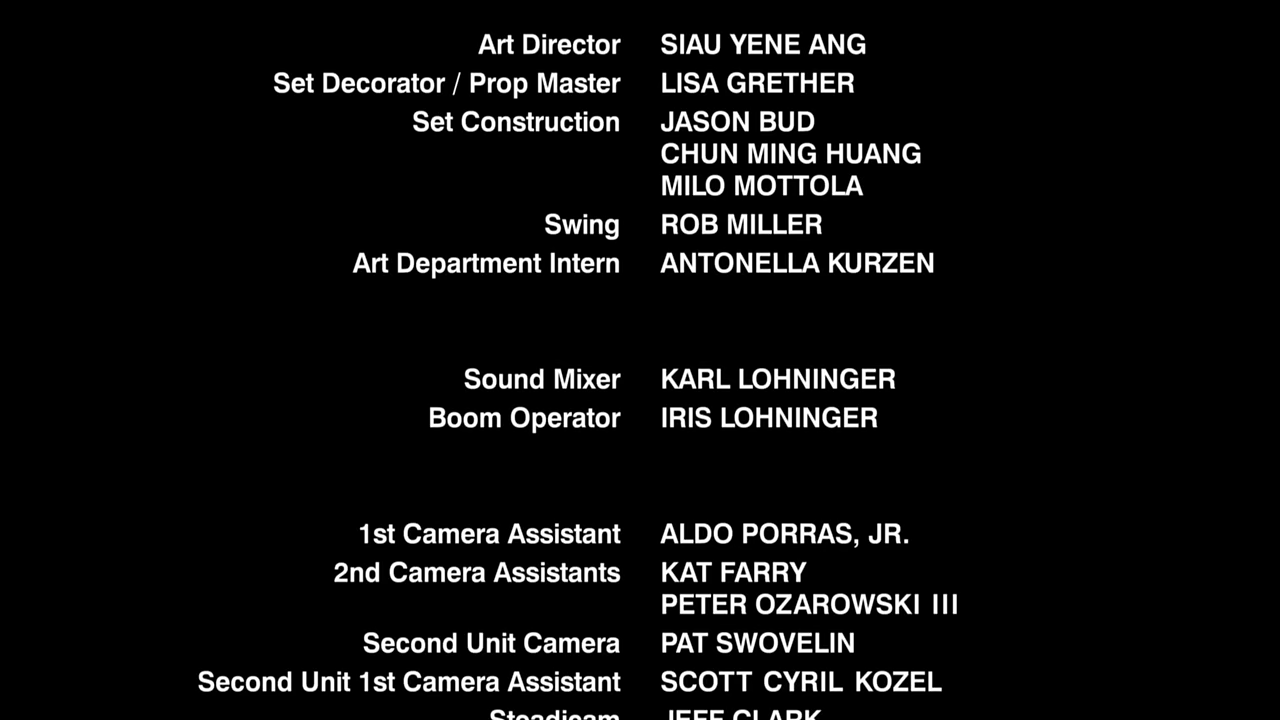 Art Director SIAU YENE ANG
Set Decorator / Prop Master LISA GRETHER
Set Construction JASON BUD
CHUN MING HUANG
MILO MOTTOLA
Swing ROB MILLER
Art Department Intern ANTONELLA KURZEN
Sound Mixer KARL LOHNINGER
Boom Operator IRIS LOHNINGER
1st Camera Assistant ALDO PORRAS, JR.
2nd Camera Assistants KAT FARRY
PETER OZAROWSKI III
Second Unit Camera PAT SWOVELIN
Second Unit 1st Camera Assistant SCOTT CYRIL KOZEL
Steadicam JEFF CLARK